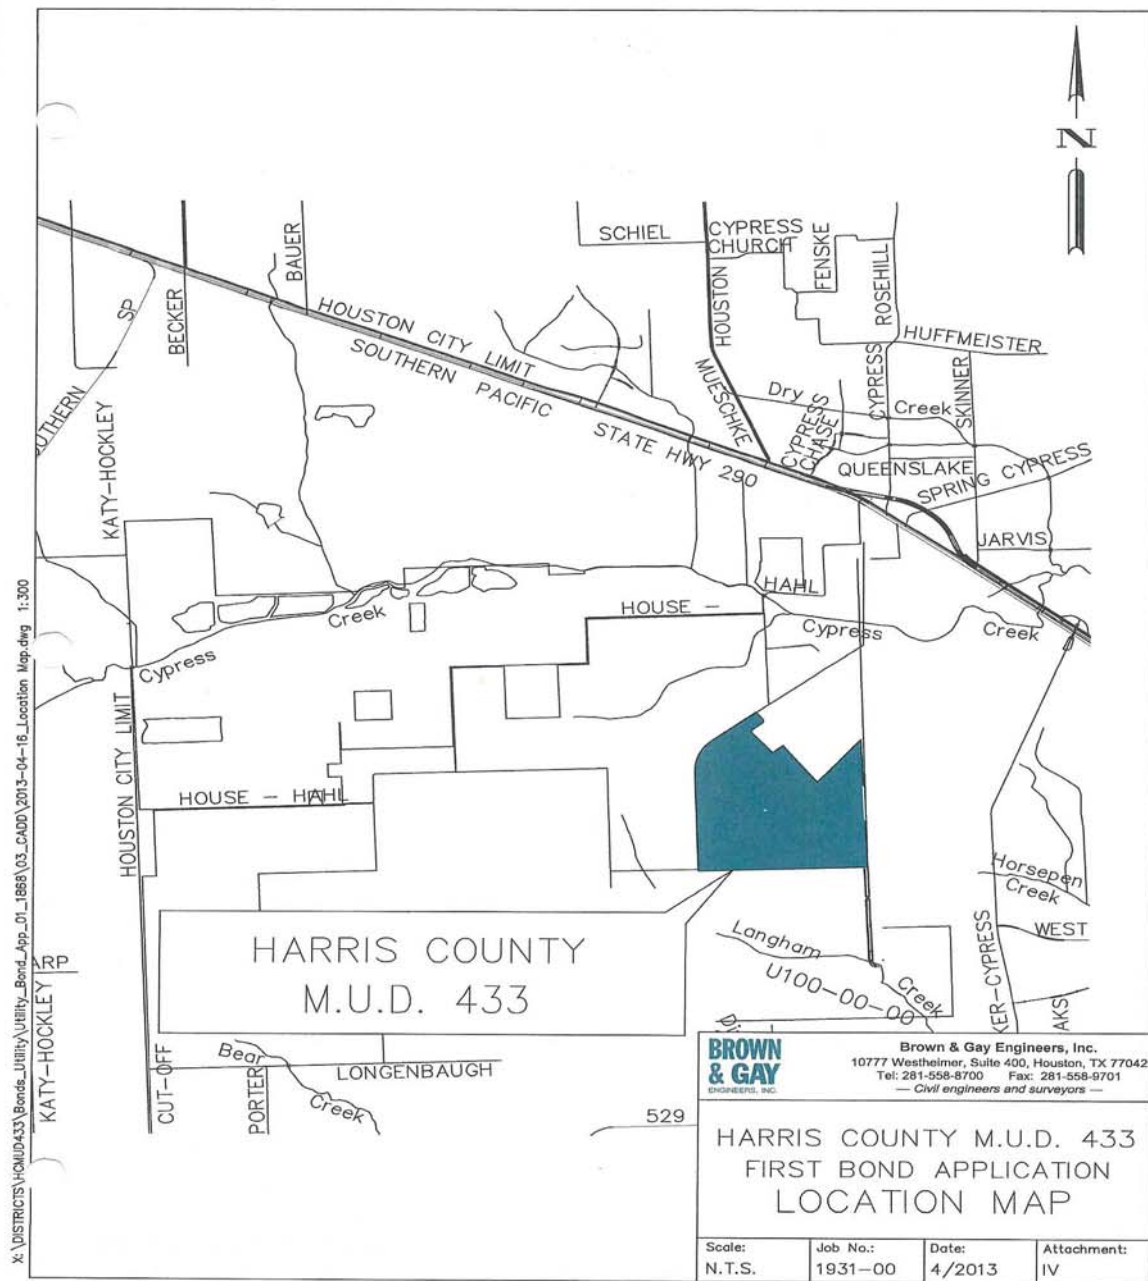 N
SCHIEL
CYPRESS
CHURCH
FENSKE
ROSEHILL
BAUER
BECKER
SP
HOUSTON
HOUSTON CITY LIMIT
SOUTHERN PACIFIC
STATE HWY 290
HUFFMEISTER
MUESCHKE
Dry
Creek
CYPRESS
SKINNER
CYPRESS
CHASE
QUEENSLAKE
SPRING CYPRESS
JARVIS
UTHERN
KATY-HOCKLEY
HAHL
HOUSE -
Creek
Cypress
Cypress
Creek
HOUSTON CITY LIMIT
HOUSE - HAHL
Horsepen
Creek
WEST
HARRIS COUNTY
M.U.D. 433
Langham
Creek
U100-00-00
KER-CYPRESS
AKS
ARP
KATY-HOCKLEY
CUT-OFF
Bear
Creek
PORTER
LONGENBAUGH
529
X:\DISTRICTS\HCMUD433\Bonds_Utility\Utility_Bond_App_01_1868\03_CADD\2013-04-16_Location Map.dwg 1:300
BROWN
& GAY
ENGINEERS, INC.
Brown & Gay Engineers, Inc.
10777 Westheimer, Suite 400, Houston, TX 77042
Tel: 281-558-8700 Fax: 281-558-9701
— Civil engineers and surveyors —
HARRIS COUNTY M.U.D. 433
FIRST BOND APPLICATION
LOCATION MAP
Scale:
N.T.S.
Job No.:
1931-00
Date:
4/2013
Attachment:
IV